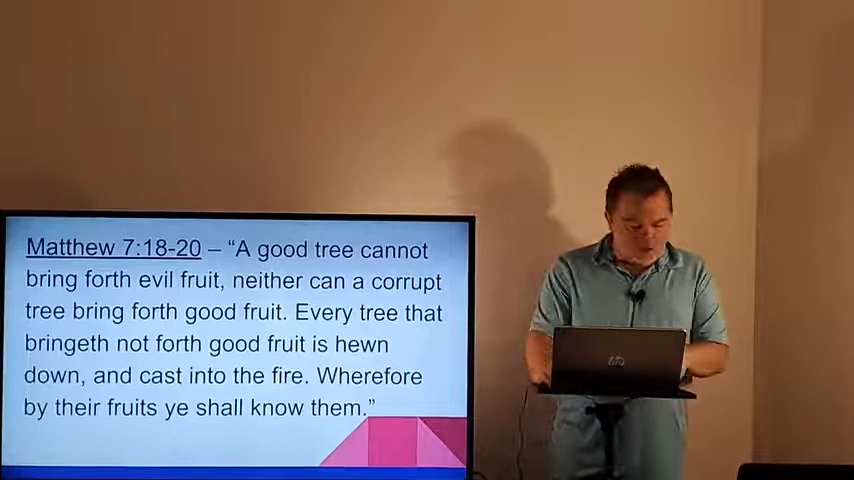 Matthew 7:18-20 – “A good tree cannot
bring forth evil fruit, neither can a corrupt
tree bring forth good fruit. Every tree that
bringeth not forth good fruit is hewn
down, and cast into the fire. Wherefore
by their fruits ye shall know them.”
hp